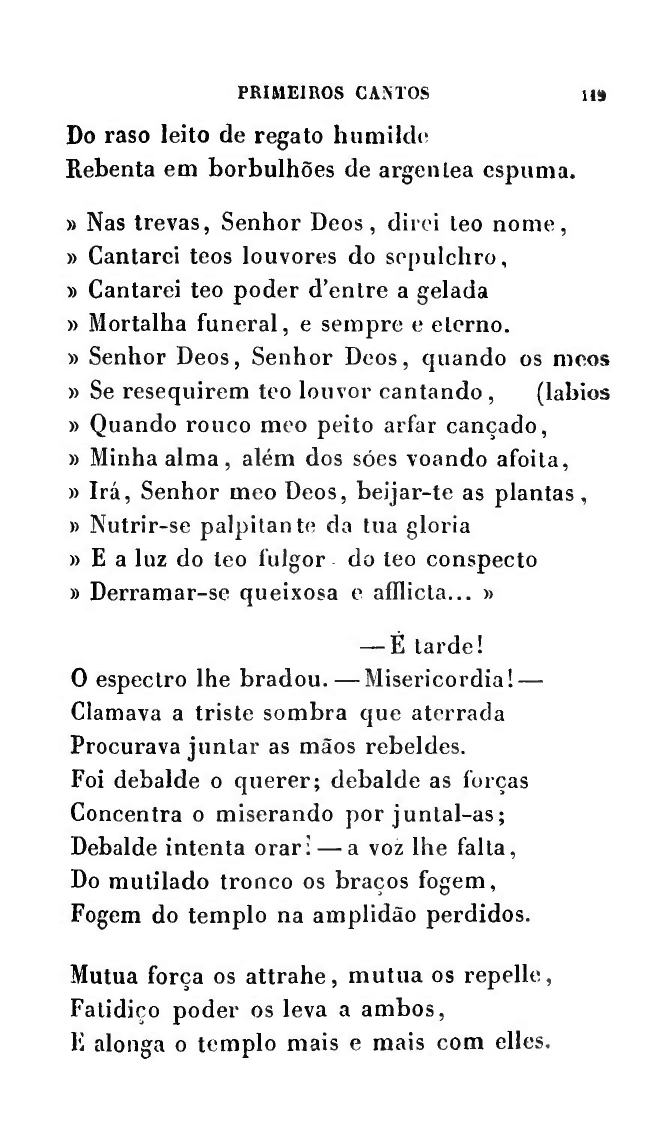 PRIMEIROS CANTOS 119
Do raso leito de regato humilde
Rebenta em borbulhões de argentea espuma.
» Nas trevas, Senhor Deos, direi teo nome,
» Cantarei teos louvores do sepulchro,
» Cantarei teo poder d'entre a gelada
» Mortalha funeral, e sempre e eterno.
» Senhor Deos, Senhor Deos, quando os meos
» Se resequirem teo louvor cantando, (labios
» Quando rouco meo peito arfar cançado,
» Minha alma, além dos sóes voando afoita,
» Irá, Senhor meo Deos, beijar-te as plantas,
» Nutrir-se palpitante da tua gloria
» E a luz do teo fulgor do teo conspecto
» Derramar-se queixosa e afflicta... »
— É tarde!
O espectro lhe bradou. — Misericordia! —
Clamava a triste sombra que aterrada
Procurava juntar as mãos rebeldes.
Foi debalde o querer; debalde as forças
Concentra o miserando por juntal-as;
Debalde intenta orar! — a voz lhe falta,
Do mutilado tronco os braços fogem,
Fogem do templo na amplidão perdidos.
Mutua força os attrahe, mutua os repelle,
Fatidiço poder os leva a ambos,
E alonga o templo mais e mais com elles.